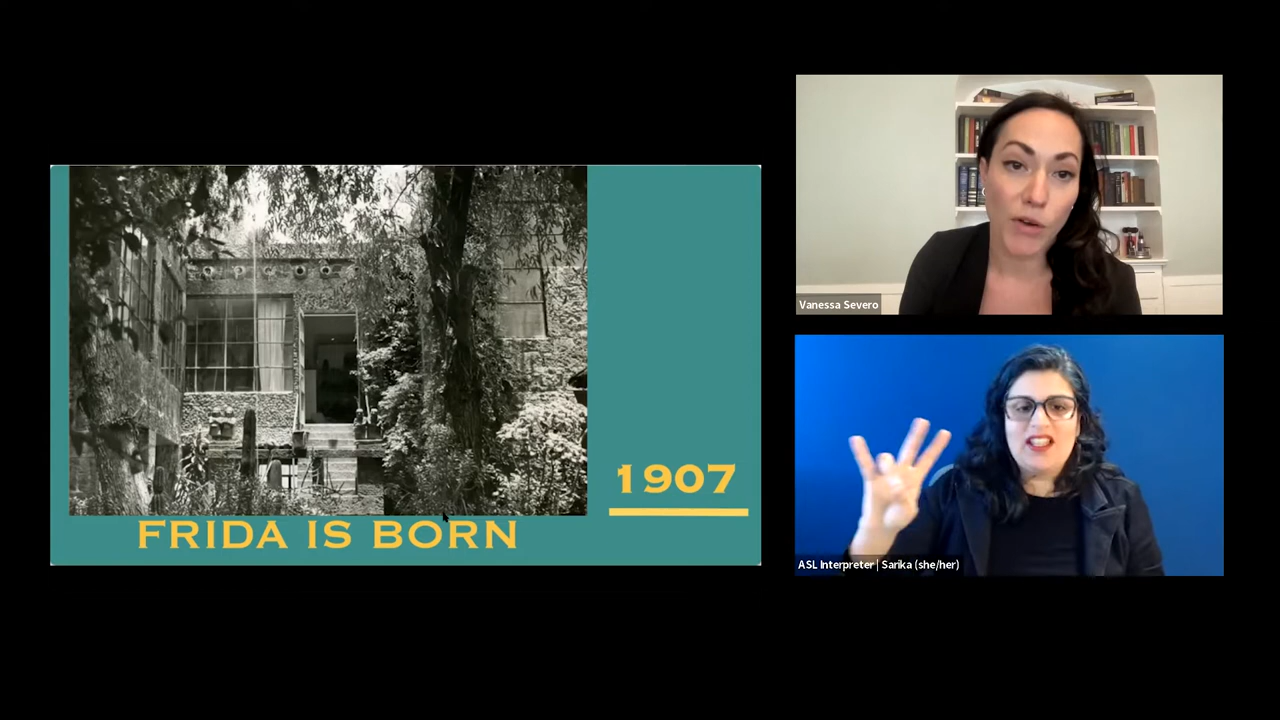 1907
FRIDA IS BORN
Vanessa Severo
ASL Interpreter | Sarika (she/her)